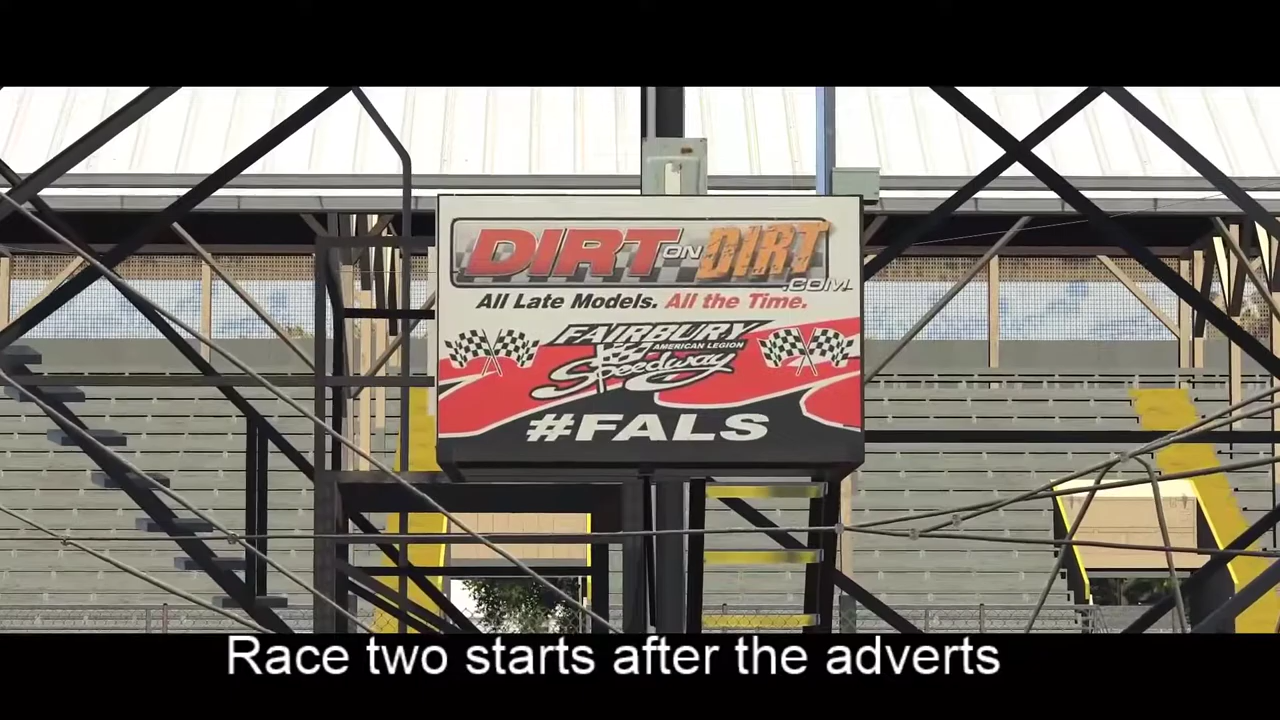 DIRT ON DIRT
.COM
All Late Models. All the Time.
FAIRBURY
AMERICAN LEGION
Speedway
#FALS
Race two starts after the adverts